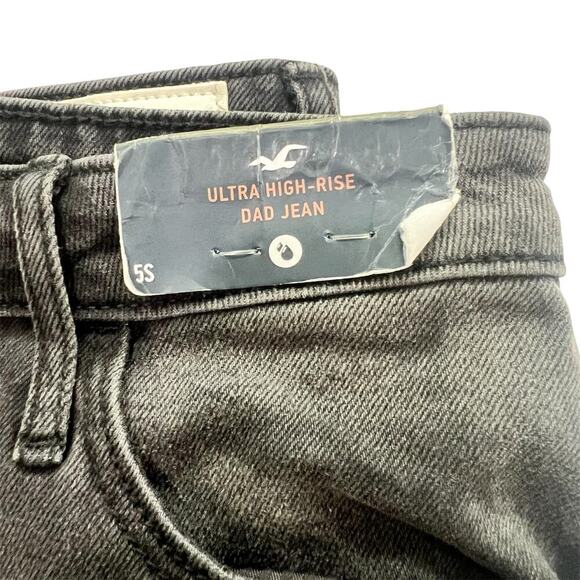 ULTRA HIGH-RISE
DAD JEAN
5S